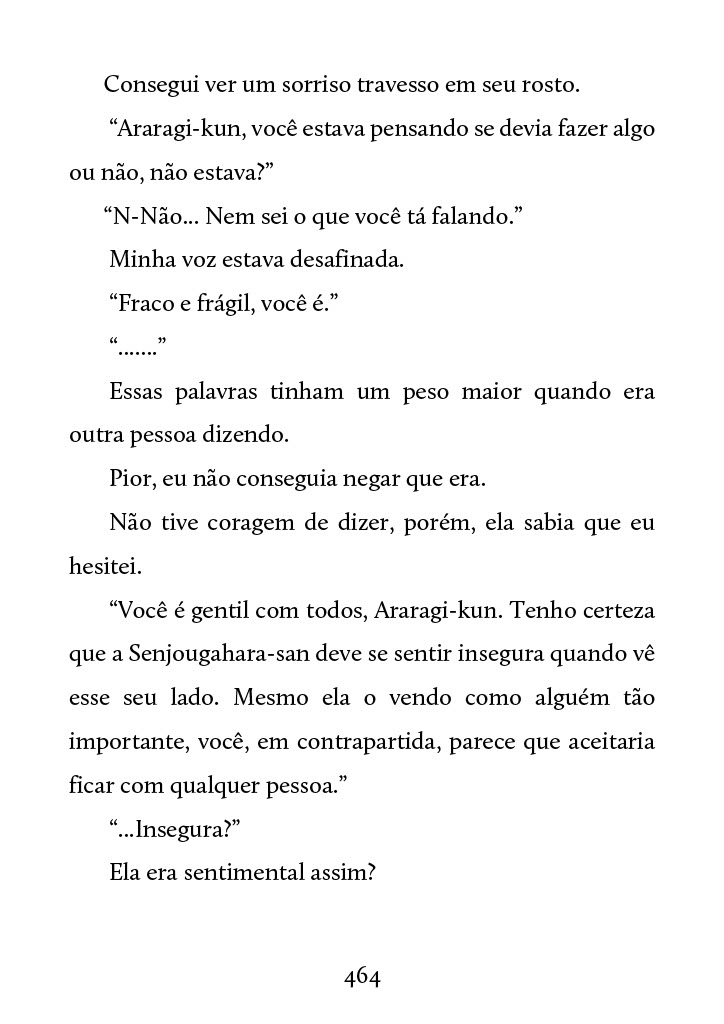 Consegui ver um sorriso travesso em seu rosto.
“Araragi-kun, você estava pensando se devia fazer algo
ou não, não estava?”
“N-Não... Nem sei o que você tá falando.”
Minha voz estava desafinada.
“Fraco e frágil, você é.”
“.......”
Essas palavras tinham um peso maior quando era
outra pessoa dizendo.
Pior, eu não conseguia negar que era.
Não tive coragem de dizer, porém, ela sabia que eu
hesitei.
“Você é gentil com todos, Araragi-kun. Tenho certeza
que a Senjougahara-san deve se sentir insegura quando vê
esse seu lado. Mesmo ela o vendo como alguém tão
importante, você, em contrapartida, parece que aceitaria
ficar com qualquer pessoa.”
“...Insegura?”
Ela era sentimental assim?
464